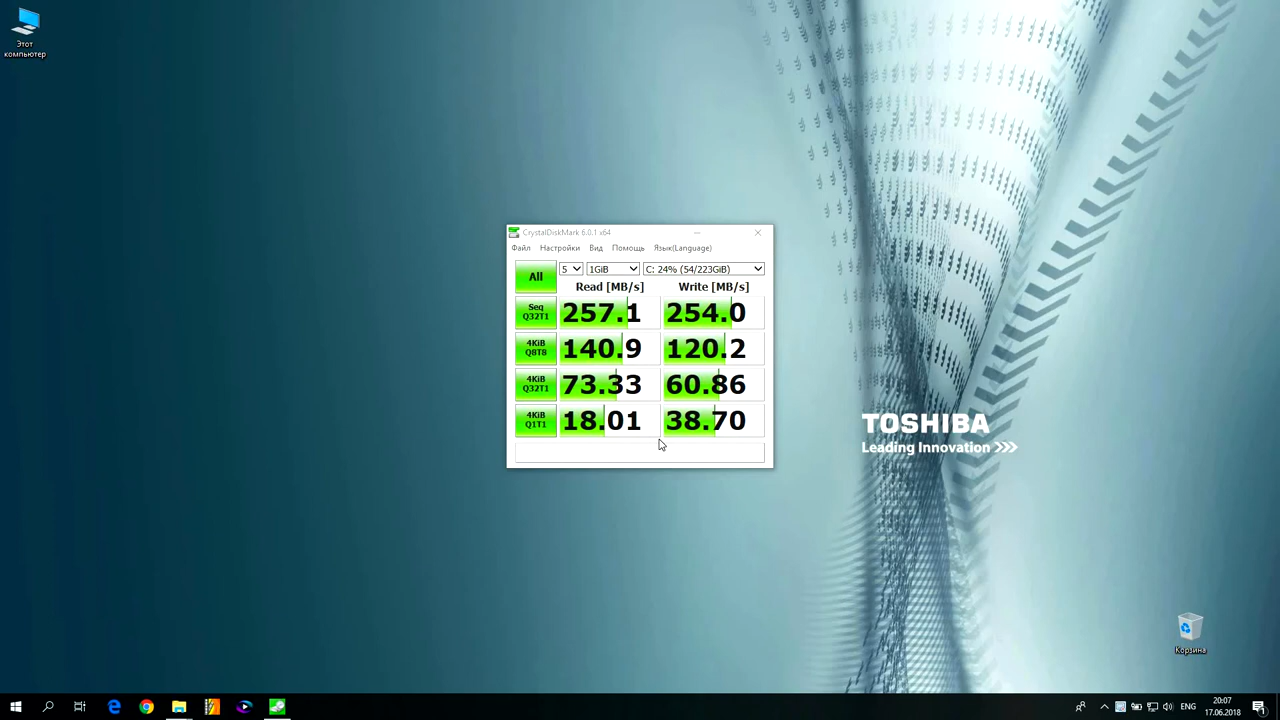 Этот
компьютер
CrystalDiskMark 6.0.1 x64
Файл Настройки Вид Помощь Язык(Language)
All 5 1GiB C: 24% (54/223GiB)
Read [MB/s] Write [MB/s]
Seq
Q32T1 257.1 254.0
4KiB
Q8T8 140.9 120.2
4KiB
Q32T1 73.33 60.86
4KiB
Q1T1 18.01 38.70
TOSHIBA
Leading Innovation
Корзина
ENG
20:07
17.06.2018
1